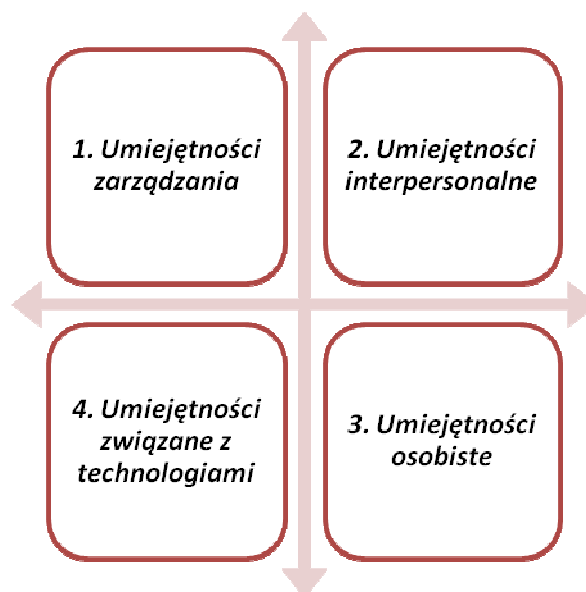 1. Umiejętności
zarządzania
2. Umiejętności
interpersonalne
4. Umiejętności
związane z
technologiami
3. Umiejętności
osobiste